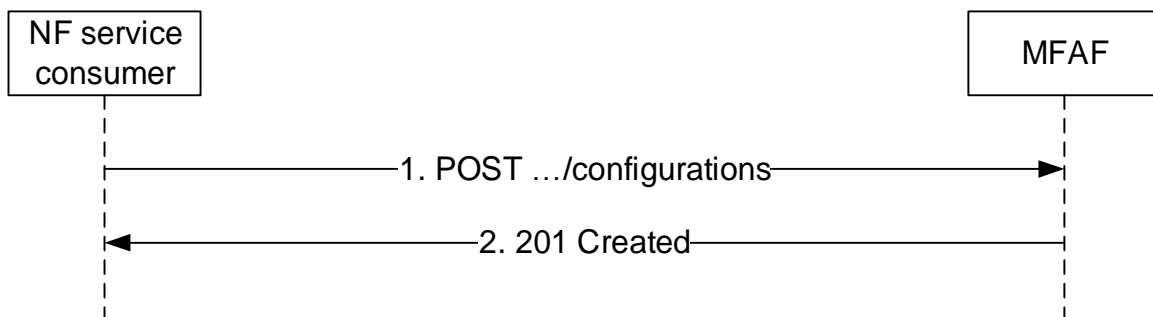 NF service
consumer
MFAF
1. POST …/configurations
2. 201 Created